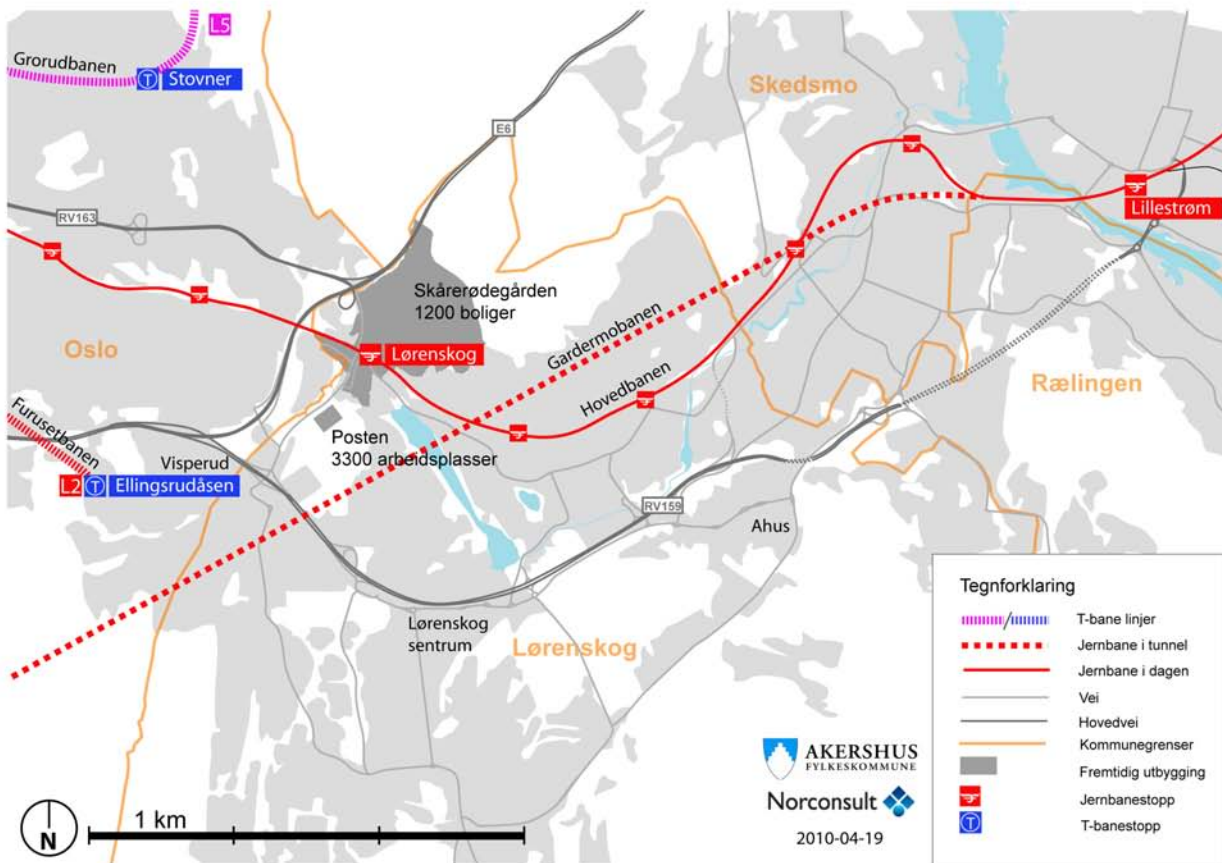 L5
Grorudbanen
T Stovner
Skedsmo
E6
RV163
Lillestrøm
Skårerødegården
1200 boliger
Gardermobanen
Lørenskog
Oslo
Hovedbanen
Rælingen
Furusetbanen
Posten
3300 arbeidsplasser
Visperud
L2 T Ellingsrudåsen
RV159
Ahus
Lørenskog
sentrum
Lørenskog
Tegnforklaring
T-bane linjer
Jernbane i tunnel
Jernbane i dagen
Vei
Hovedvei
Kommunegrenser
Fremtidig utbygging
Jernbanestopp
T T-banestopp
AKERSHUS
FYLKESKOMMUNE
Norconsult
2010-04-19
N
1 km